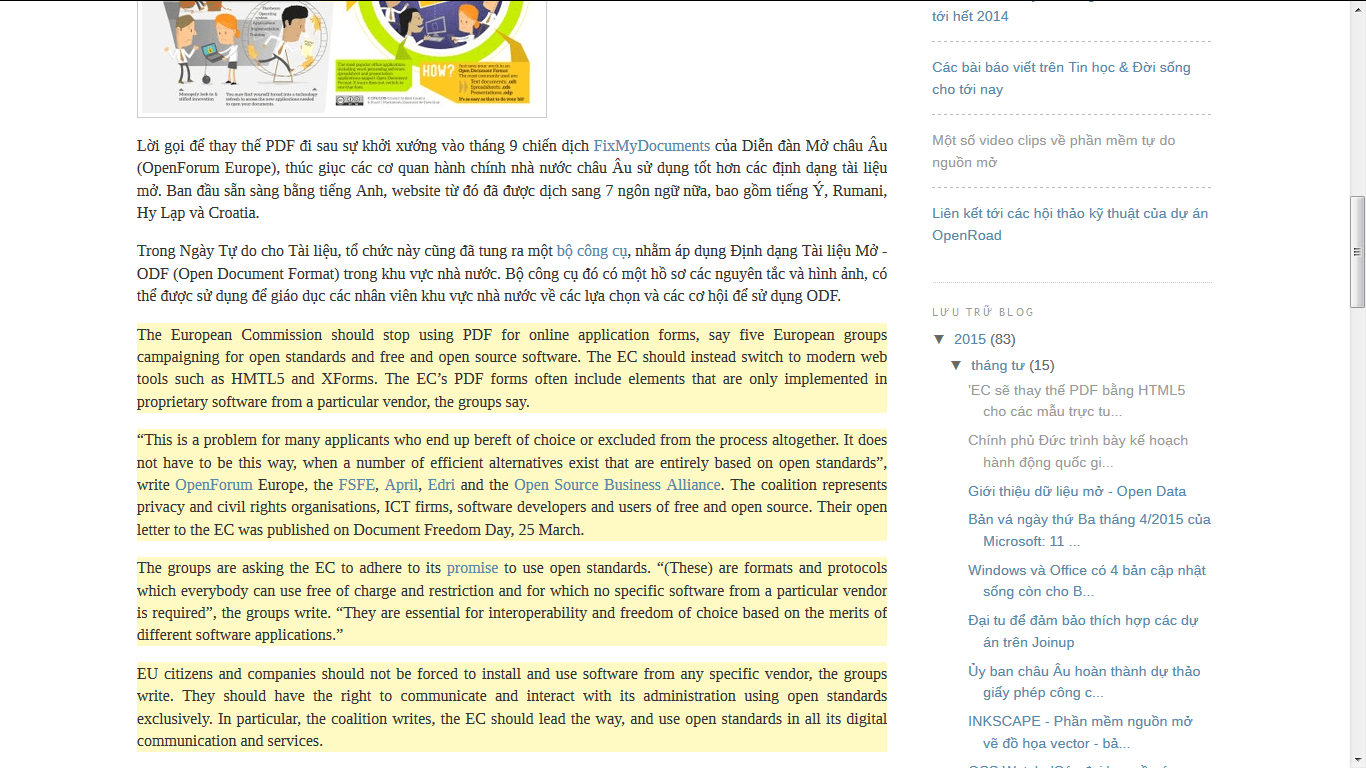 HOW?
Lời gọi để thay thế PDF đi sau sự khởi xướng vào tháng 9 chiến dịch FixMyDocuments của Diễn đàn Mở châu Âu
(OpenForum Europe), thúc giục các cơ quan hành chính nhà nước châu Âu sử dụng tốt hơn các định dạng tài liệu
mở. Ban đầu sẵn sàng bằng tiếng Anh, website từ đó đã được dịch sang 7 ngôn ngữ nữa, bao gồm tiếng Ý, Rumani,
Hy Lạp và Croatia.
Trong Ngày Tự do cho Tài liệu, tổ chức này cũng đã tung ra một bộ công cụ, nhằm áp dụng Định dạng Tài liệu Mở -
ODF (Open Document Format) trong khu vực nhà nước. Bộ công cụ đó có một hồ sơ các nguyên tắc và hình ảnh, có
thể được sử dụng để giáo dục các nhân viên khu vực nhà nước về các lựa chọn và các cơ hội để sử dụng ODF.
The European Commission should stop using PDF for online application forms, say five European groups
campaigning for open standards and free and open source software. The EC should instead switch to modern web
tools such as HMTL5 and XForms. The EC’s PDF forms often include elements that are only implemented in
proprietary software from a particular vendor, the groups say.
“This is a problem for many applicants who end up bereft of choice or excluded from the process altogether. It does
not have to be this way, when a number of efficient alternatives exist that are entirely based on open standards”,
write OpenForum Europe, the FSFE, April, Edri and the Open Source Business Alliance. The coalition represents
privacy and civil rights organisations, ICT firms, software developers and users of free and open source. Their open
letter to the EC was published on Document Freedom Day, 25 March.
The groups are asking the EC to adhere to its promise to use open standards. “(These) are formats and protocols
which everybody can use free of charge and restriction and for which no specific software from a particular vendor
is required”, the groups write. “They are essential for interoperability and freedom of choice based on the merits of
different software applications.”
EU citizens and companies should not be forced to install and use software from any specific vendor, the groups
write. They should have the right to communicate and interact with its administration using open standards
exclusively. In particular, the coalition writes, the EC should lead the way, and use open standards in all its digital
communication and services.
tới hết 2014
Các bài báo viết trên Tin học & Đời sống
cho tới nay
Một số video clips về phần mềm tự do
nguồn mở
Liên kết tới các hội thảo kỹ thuật của dự án
OpenRoad
LƯU TRỮ BLOG
▼ 2015 (83)
▼ tháng tư (15)
'EC sẽ thay thế PDF bằng HTML5
cho các mẫu trực tu...
Chính phủ Đức trình bày kế hoạch
hành động quốc gi...
Giới thiệu dữ liệu mở - Open Data
Bản vá ngày thứ Ba tháng 4/2015 của
Microsoft: 11 ...
Windows và Office có 4 bản cập nhật
sống còn cho B...
Đại tu để đảm bảo thích hợp các dự
án trên Joinup
Ủy ban châu Âu hoàn thành dự thảo
giấy phép công c...
INKSCAPE - Phần mềm nguồn mở
vẽ đồ họa vector - bả...